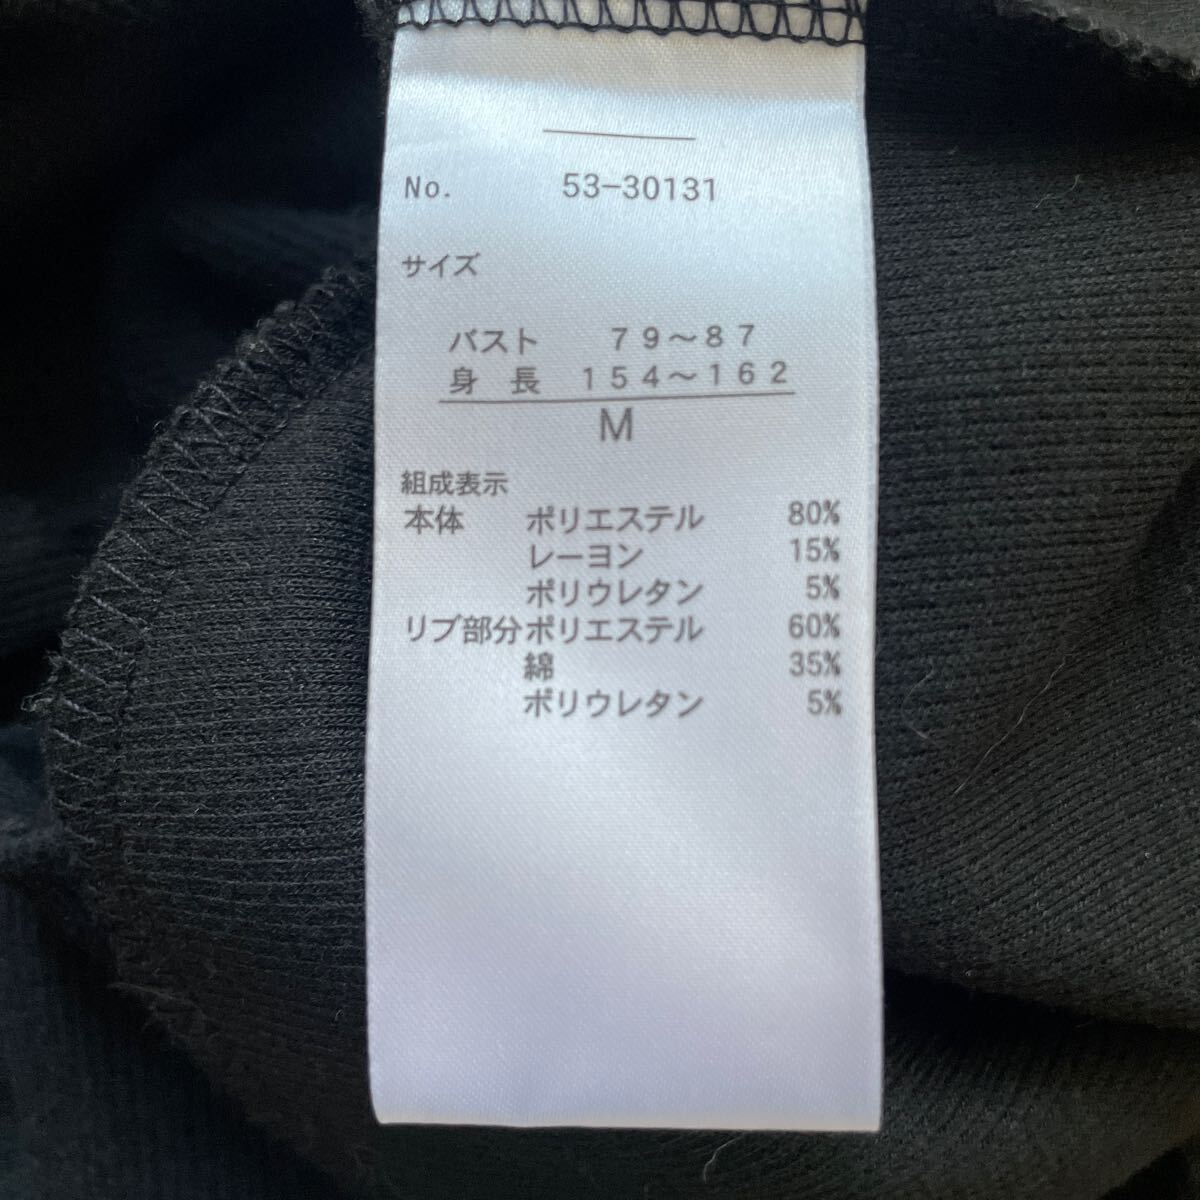 No. 53-30131
サイズ
バスト 79～87
身 長 154～162
M
組成表示
本体 ポリエステル 80%
レーヨン 15%
ポリウレタン 5%
リブ部分 ポリエステル 60%
綿 35%
ポリウレタン 5%